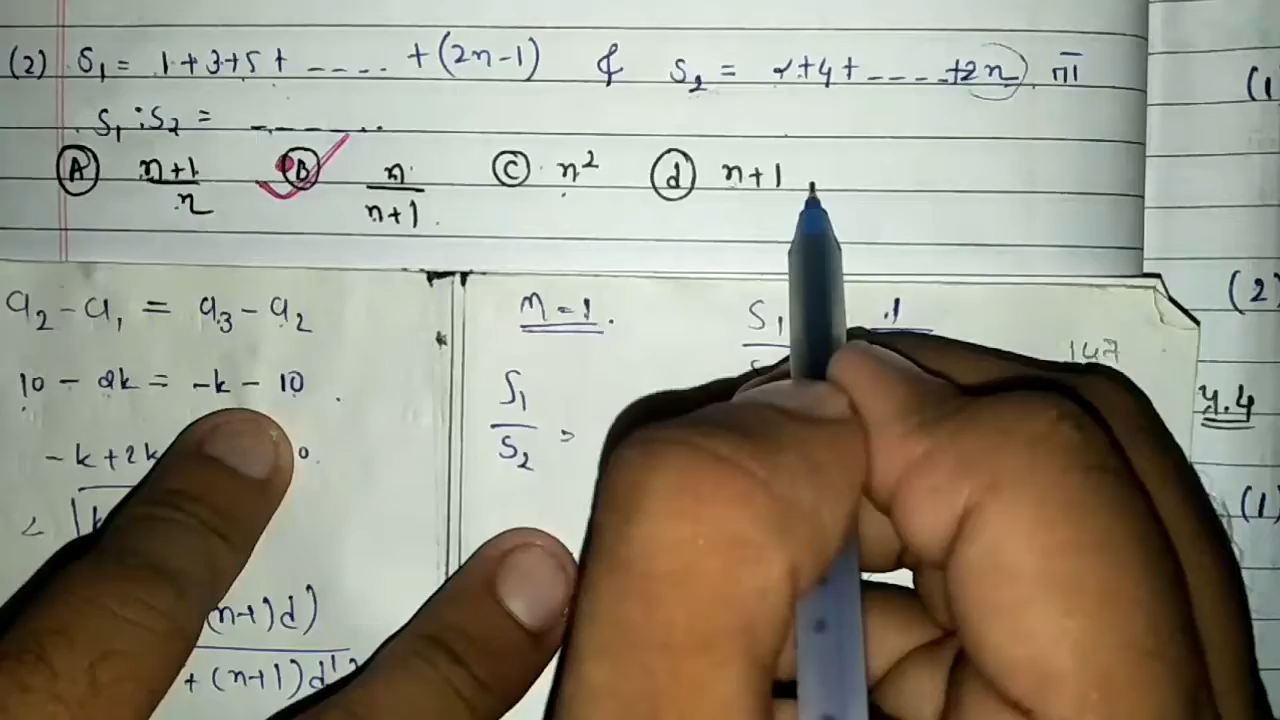 (2) S₁ = 1+3+5+ ---- +(2n-1) & S₂ = 2+4+ ----+2n)
S₁ : S₂ = ------
(A) n+1/n (B) n/n+1 (C) n² (d) n+1
a₂ - a₁ = a₃ - a₂
10 - 2k = -k - 10
-k+2k
(n-1)d)
+ (n-1)d'
n=1.
S₁/S₂ =
S₁
1
147
4.4
(1
(2)
(1)